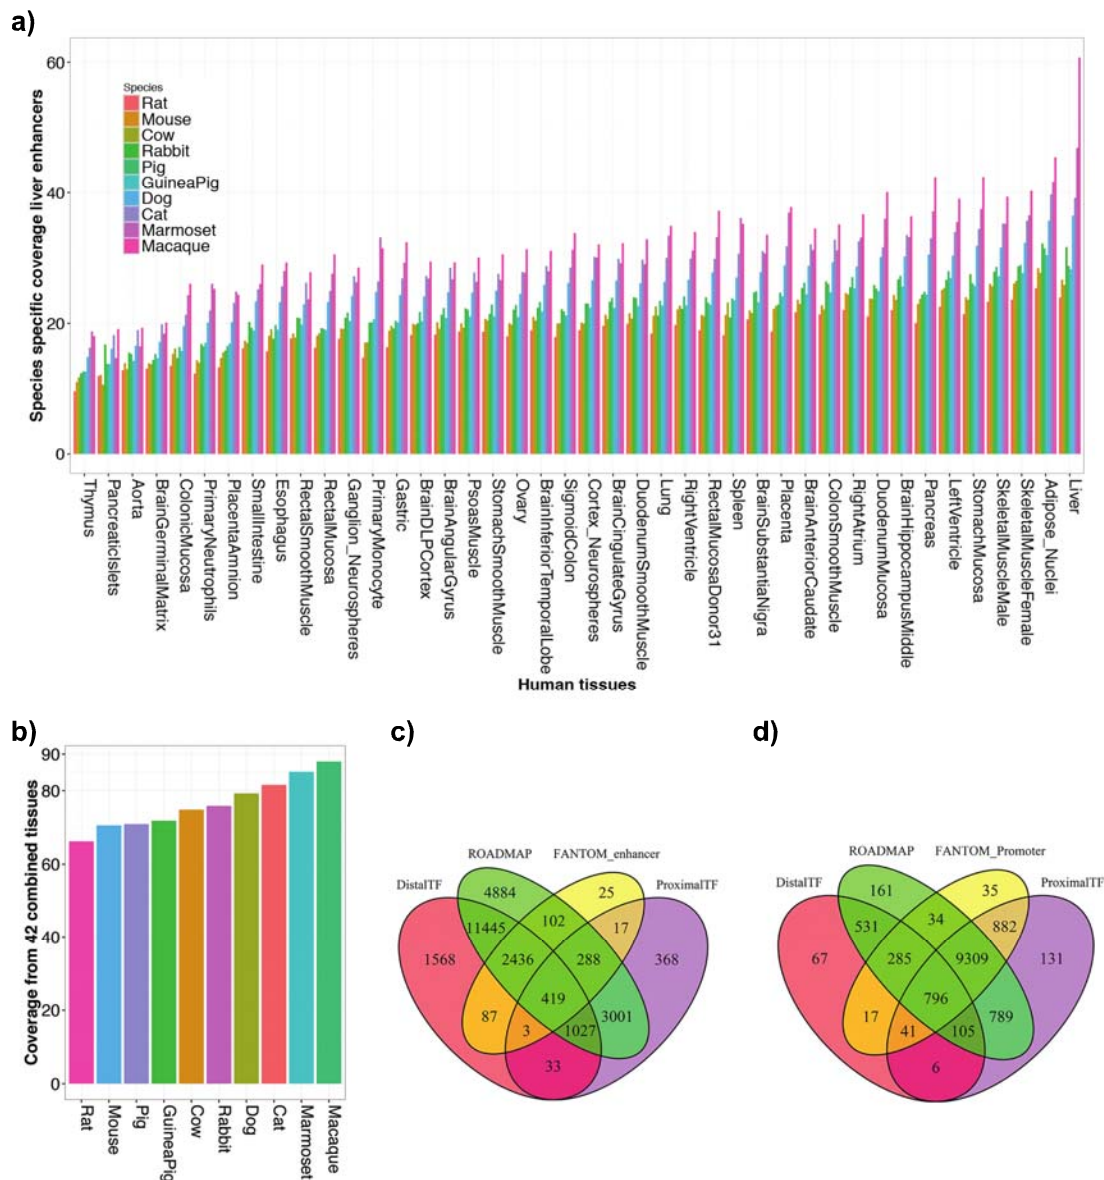 a)
Species specific coverage liver enhancers
60
40
20
0
Species
Rat
Mouse
Cow
Rabbit
Pig
GuineaPig
Dog
Cat
Marmoset
Macaque
Thymus
PancreaticIslets
Aorta
BrainGerminalMatrix
ColonicMucosa
PrimaryNeutrophils
PlacentaAmnion
SmallIntestine
Esophagus
RectalSmoothMuscle
RectalMucosa
Ganglion_Neurospheres
PrimaryMonocyte
Gastric
BrainDLPCortex
BrainAngularGyrus
PsoasMuscle
StomachSmoothMuscle
Ovary
BrainInferiorTemporalLobe
SigmoidColon
Cortex_Neurospheres
BrainCingulateGyrus
DuodenumSmoothMuscle
Lung
RightVentricle
RectalMucosaDonor31
Spleen
BrainSubstantiaNigra
Placenta
BrainAnteriorCaudate
ColonSmoothMuscle
RightAtrium
DuodenumMucosa
BrainHippocampusMiddle
Pancreas
LeftVentricle
StomachMucosa
SkeletalMuscleMale
SkeletalMuscleFemale
Adipose_Nuclei
Liver
Human tissues
b)
Coverage from 42 combined tissues
90
80
60
40
20
0
Rat
Mouse
Pig
GuineaPig
Cow
Rabbit
Dog
Cat
Marmoset
Macaque
c)
ROADMAP FANTOM_enhancer
DistalTF ProximalTF
4884 25
11445 102 17
1568 2436 288 368
419
87 3 1027 3001
33
d)
ROADMAP FANTOM_Promoter
DistalTF ProximalTF
161 35
531 34 882
67 285 9309 131
796
17 41 105 789
6